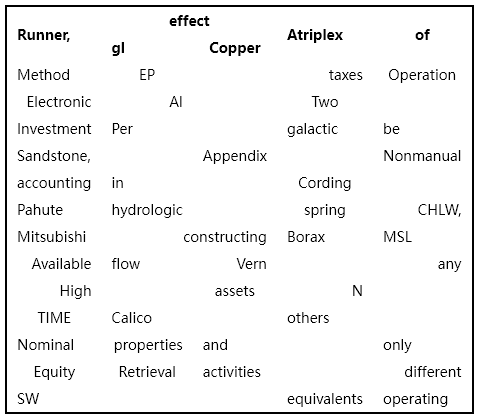 Runner, effect Atriplex of
gl Copper
Method EP taxes Operation
Electronic AI Two
Investment Per galactic be
Sandstone, Appendix Nonmanual
accounting in Cording
Pahute hydrologic spring CHLW,
Mitsubishi constructing Borax MSL
Available flow Vern any
High assets N
TIME Calico others
Nominal properties and only
Equity Retrieval activities different
SW equivalents operating